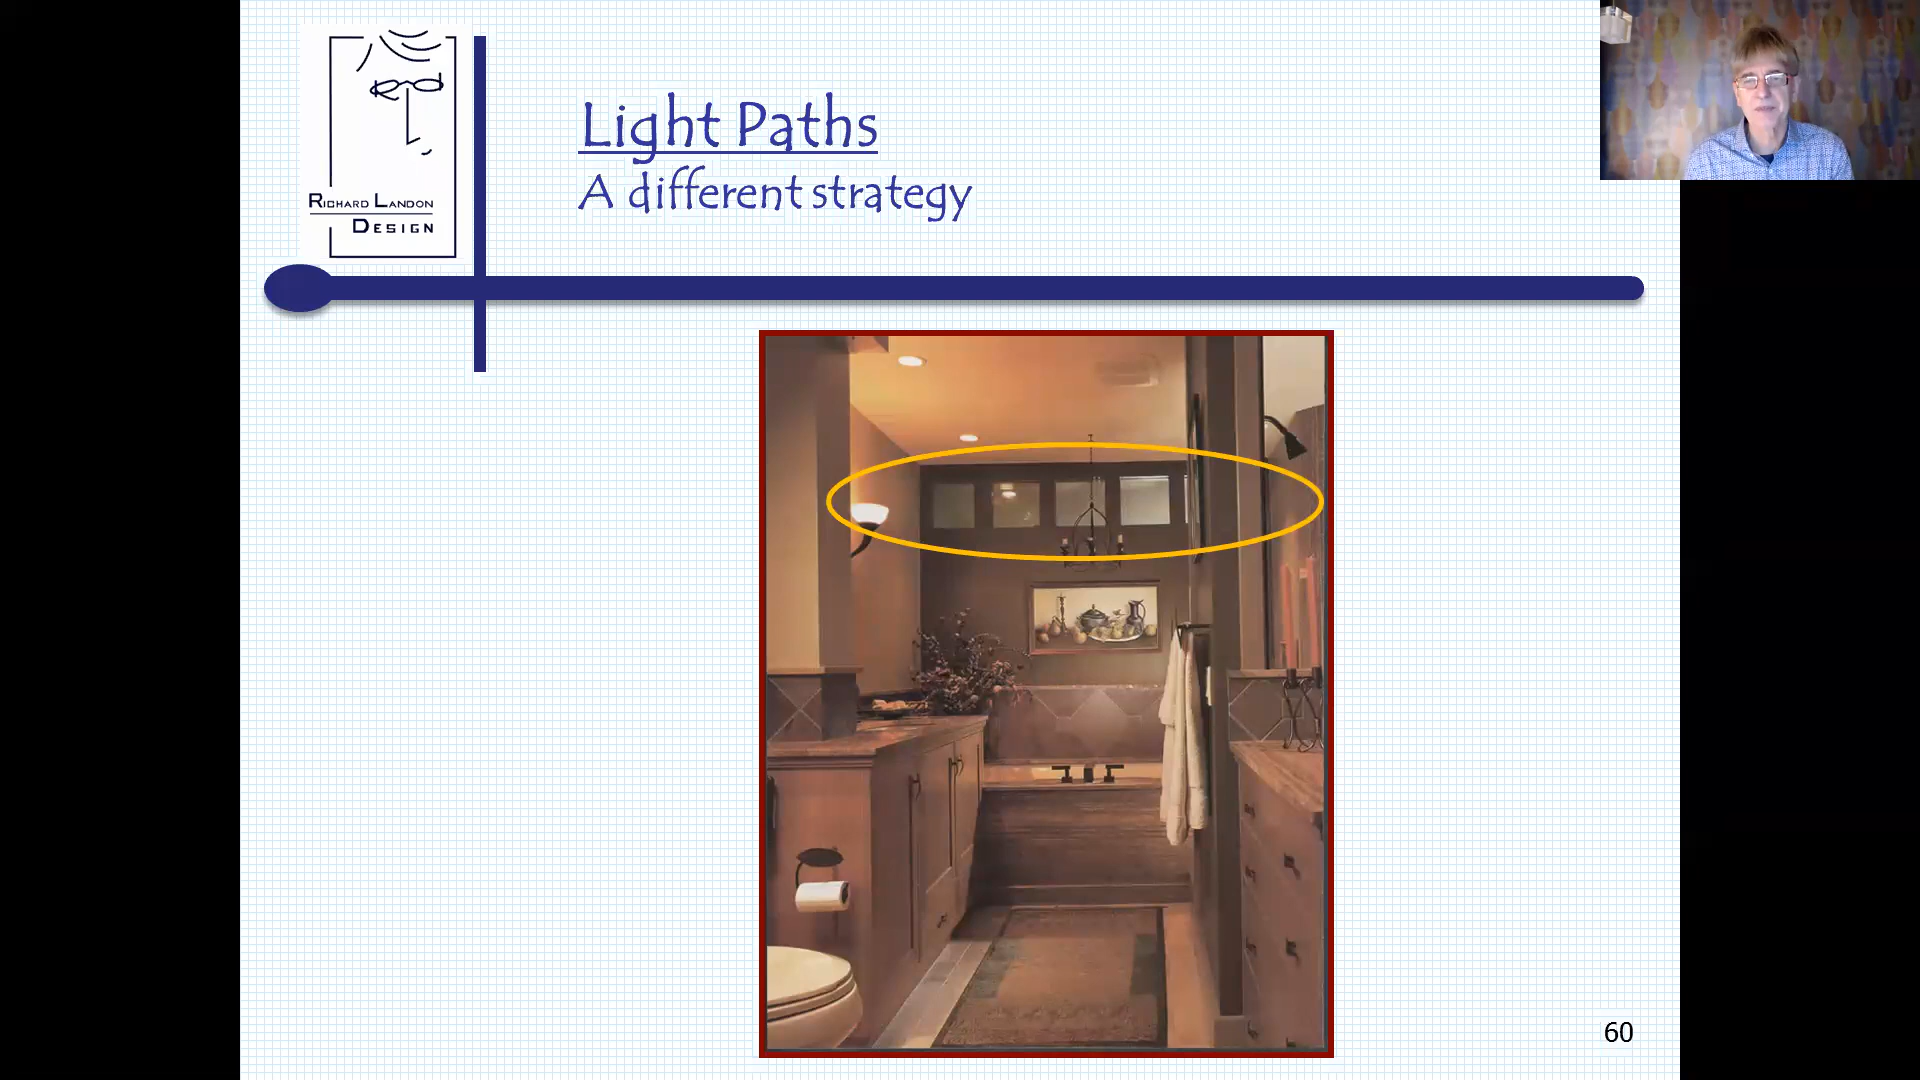 Light Paths
A different strategy
RICHARD LANDON
DESIGN
60